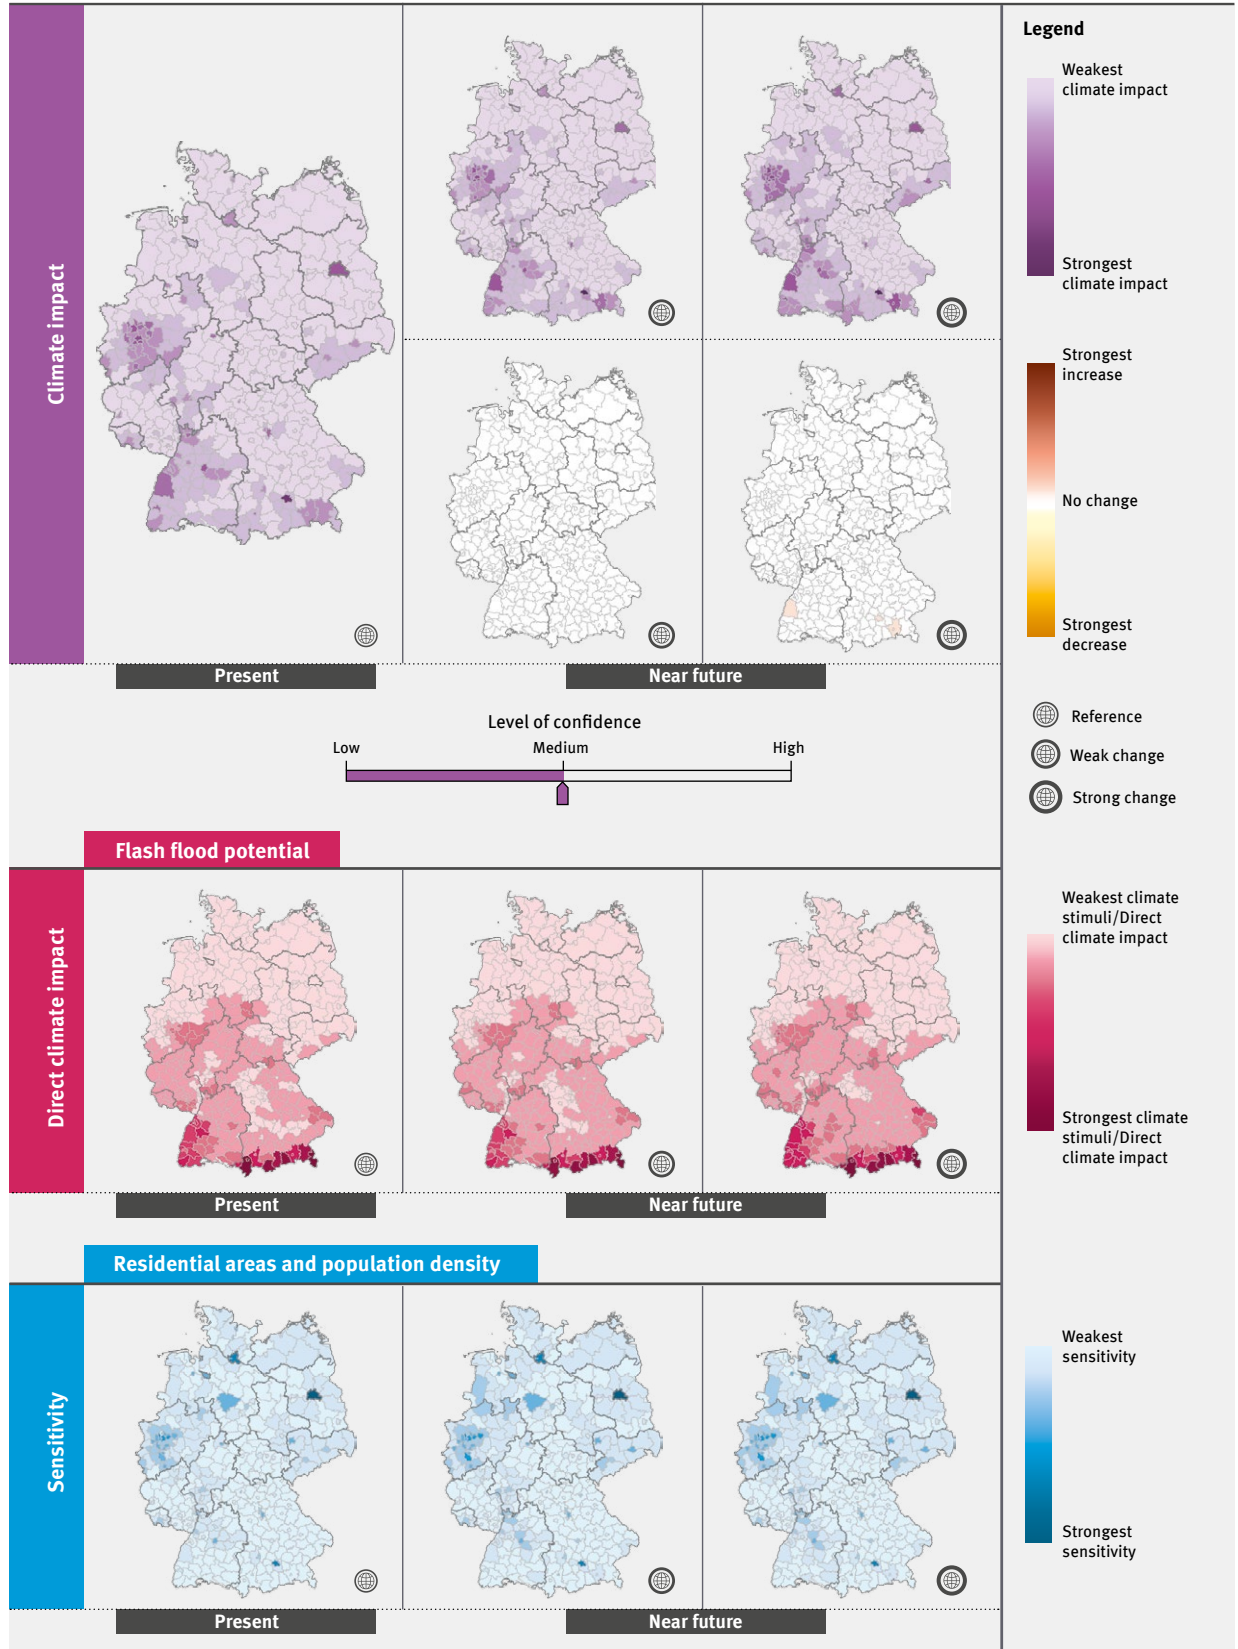 Climate impact
Present
Near future
Level of confidence
Low
Medium
High
Flash flood potential
Direct climate impact
Present
Near future
Residential areas and population density
Sensitivity
Present
Near future
Legend
Weakest
climate impact
Strongest
climate impact
Strongest
increase
No change
Strongest
decrease
Reference
Weak change
Strong change
Weakest climate
stimuli/Direct
climate impact
Strongest climate
stimuli/Direct
climate impact
Weakest
sensitivity
Strongest
sensitivity